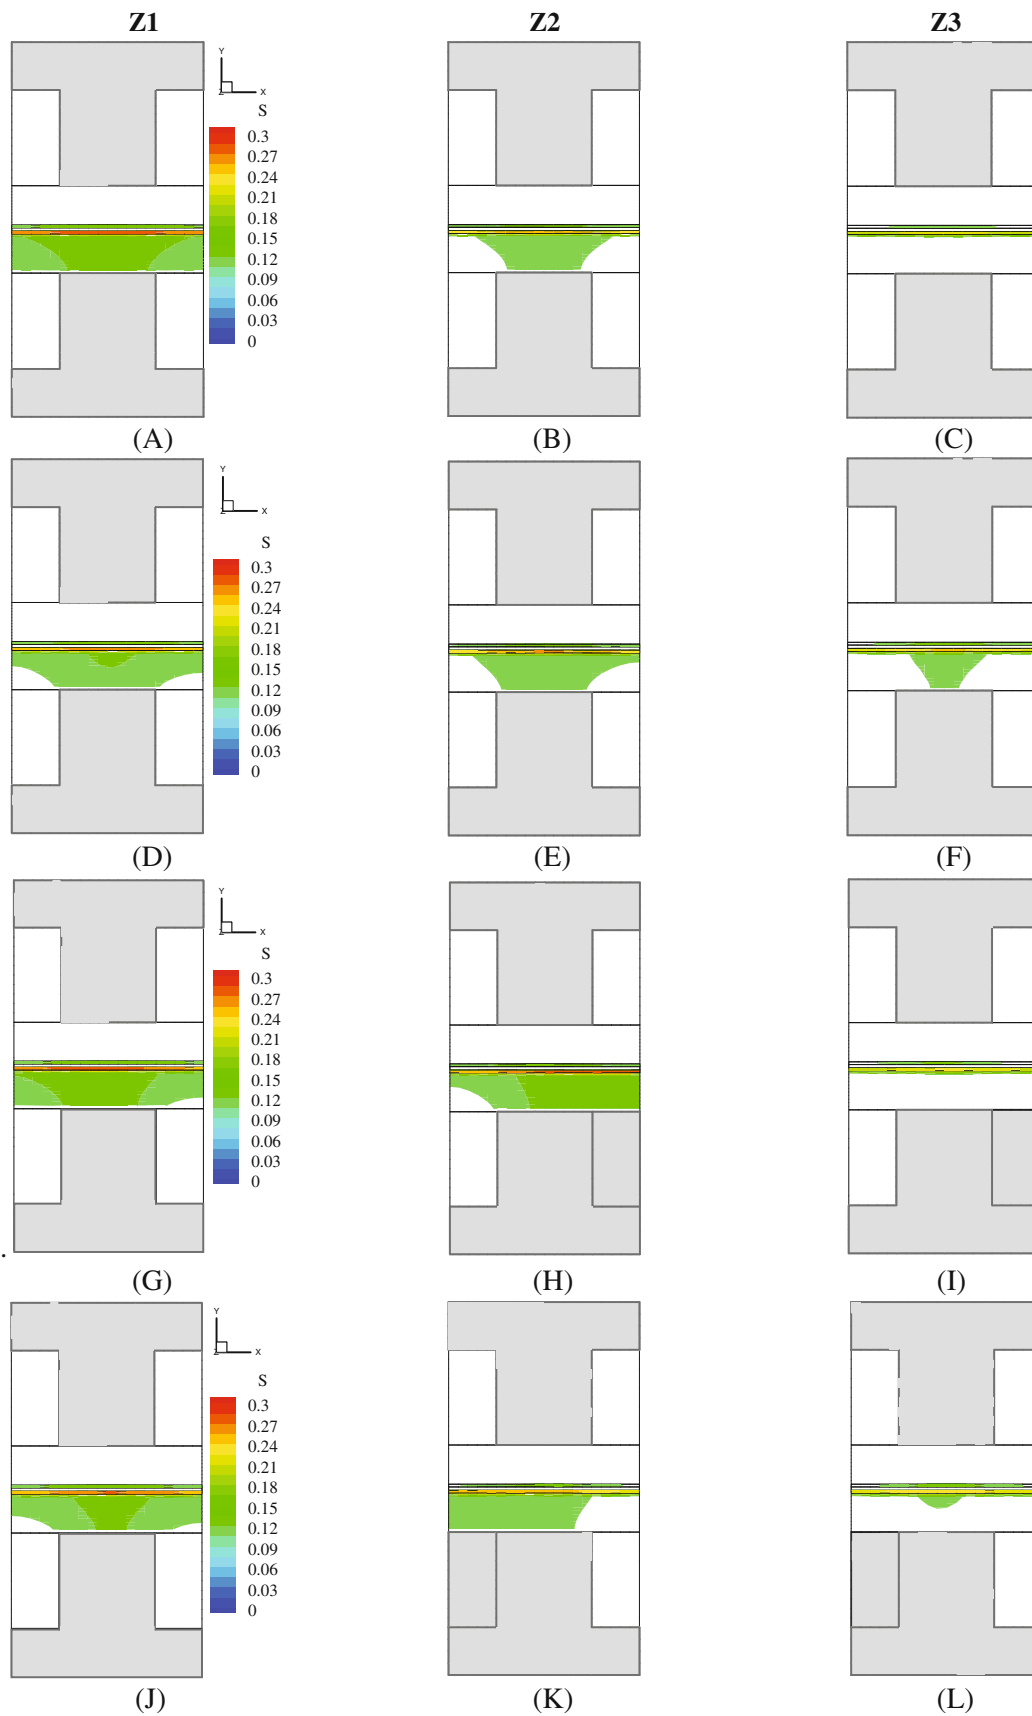 Z1 Z2 Z3
Y
Z X
S
0.3
0.27
0.24
0.21
0.18
0.15
0.12
0.09
0.06
0.03
0
(A) (B) (C)
Y
Z X
S
0.3
0.27
0.24
0.21
0.18
0.15
0.12
0.09
0.06
0.03
0
(D) (E) (F)
Y
Z X
S
0.3
0.27
0.24
0.21
0.18
0.15
0.12
0.09
0.06
0.03
0
.
(G) (H) (I)
Y
Z X
S
0.3
0.27
0.24
0.21
0.18
0.15
0.12
0.09
0.06
0.03
0
(J) (K) (L)